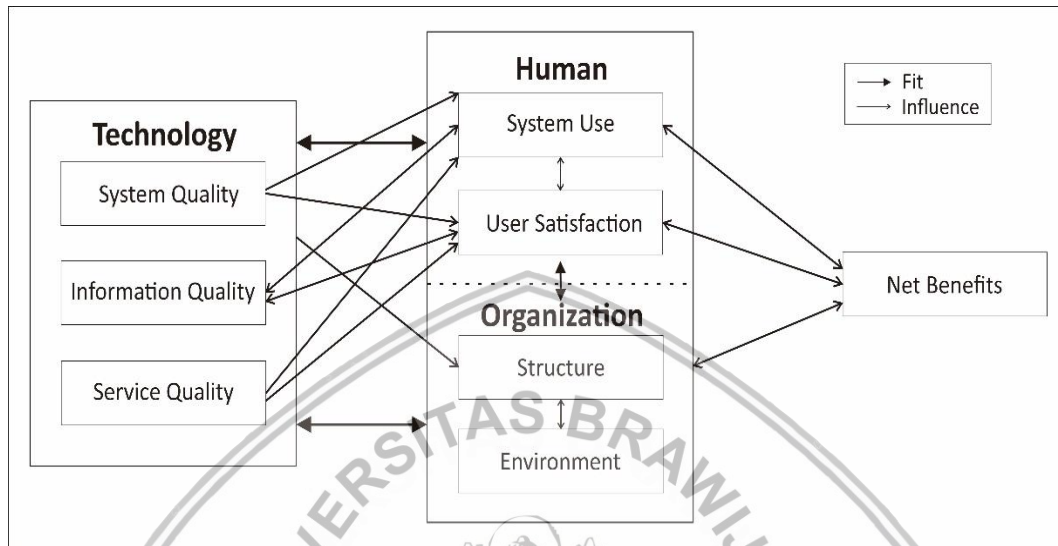 Technology
System Quality
Information Quality
Service Quality
Human
System Use
User Satisfaction
Organization
Structure
Environment
Net Benefits
Fit
Influence
VERSITAS BRAWIJ